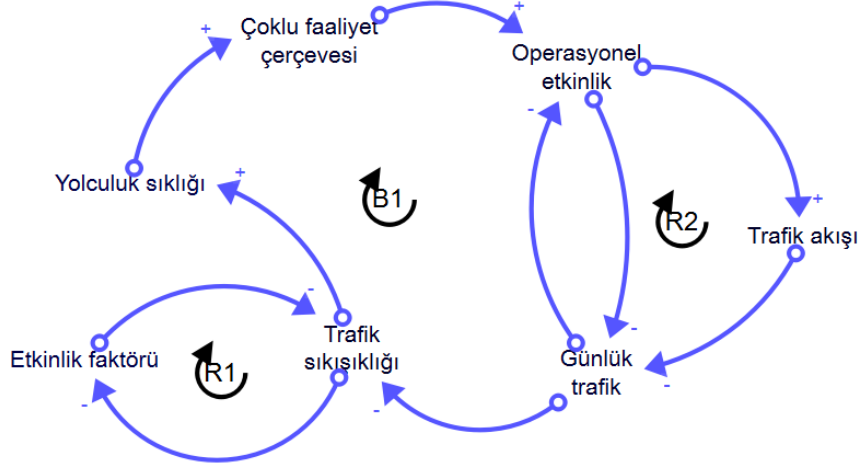 Çoklu faaliyet
çerçevesi
+
+
Operasyonel
etkinlik
-
Yolculuk sıklığı
+
B1
R2
+
Trafik akışı
-
Trafik
sıkışıklığı
Etkinlik faktörü
R1
-
-
Günlük
trafik
-
-